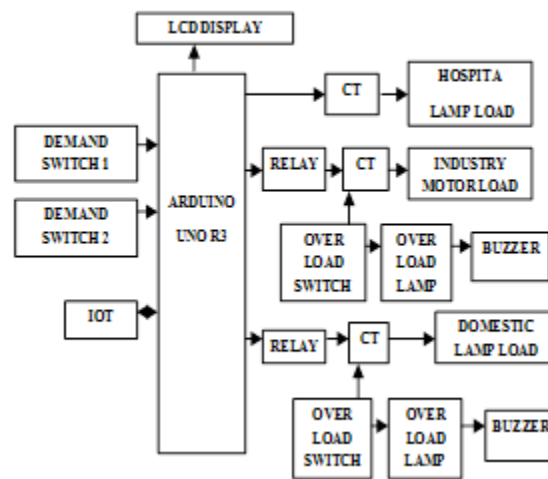 LCD DISPLAY
CT
HOSPITA
LAMP LOAD
DEMAND
SWITCH 1
RELAY
CT
INDUSTRY
MOTOR LOAD
ARDUINO
UNO R3
DEMAND
SWITCH 2
OVER
LOAD
SWITCH
OVER
LOAD
LAMP
BUZZER
IOT
RELAY
CT
DOMESTIC
LAMP LOAD
OVER
LOAD
SWITCH
OVER
LOAD
LAMP
BUZZER